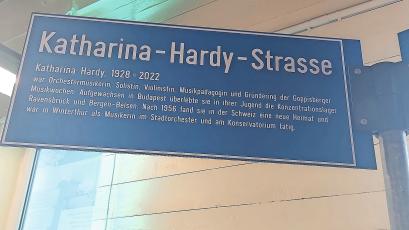 Katharina-Hardy-Strasse
Katharina Hardy, 1928 - 2022
war Orchestermusikerin, Solistin, Violinistin, Musikpädagogin und Gründerin der Goppisberger
Musikwochen. Aufgewachsen in Budapest überlebte sie in ihrer Jugend die Konzentrationslager
Ravensbrück und Bergen-Belsen. Nach 1956 fand sie in der Schweiz eine neue Heimat und
war in Winterthur als Musikerin im Stadtorchester und am Konservatorium tätig.